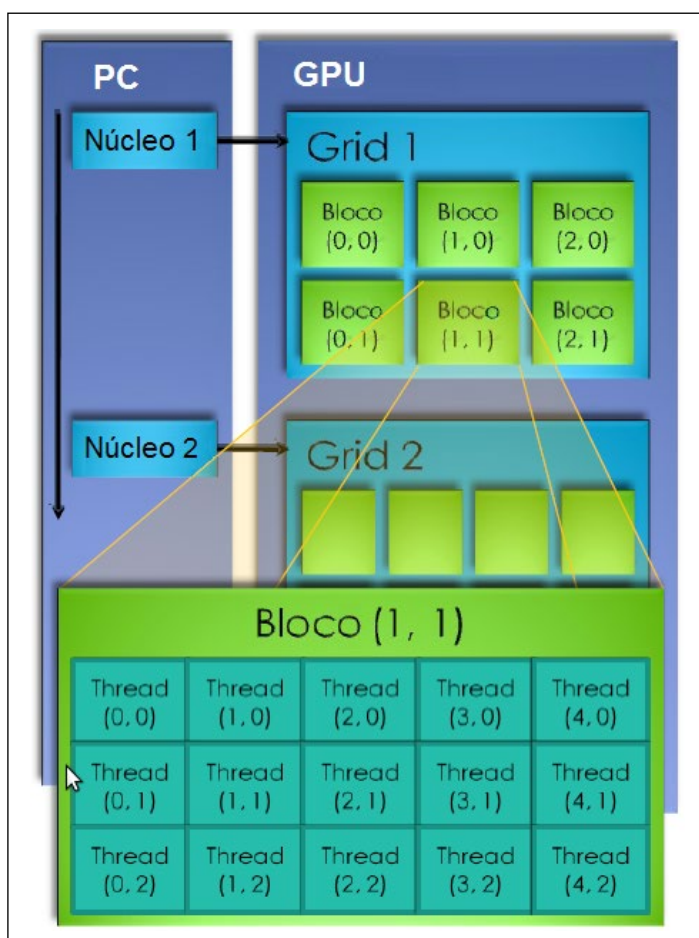 PC
GPU
Núcleo 1
Grid 1
Bloco
(0, 0)
Bloco
(1, 0)
Bloco
(2, 0)
Bloco
(0, 1)
Bloco
(1, 1)
Bloco
(2, 1)
Núcleo 2
Grid 2
Bloco (1, 1)
Thread
(0, 0)
Thread
(1, 0)
Thread
(2, 0)
Thread
(3, 0)
Thread
(4, 0)
Thread
(0, 1)
Thread
(1, 1)
Thread
(2, 1)
Thread
(3, 1)
Thread
(4, 1)
Thread
(0, 2)
Thread
(1, 2)
Thread
(2, 2)
Thread
(3, 2)
Thread
(4, 2)